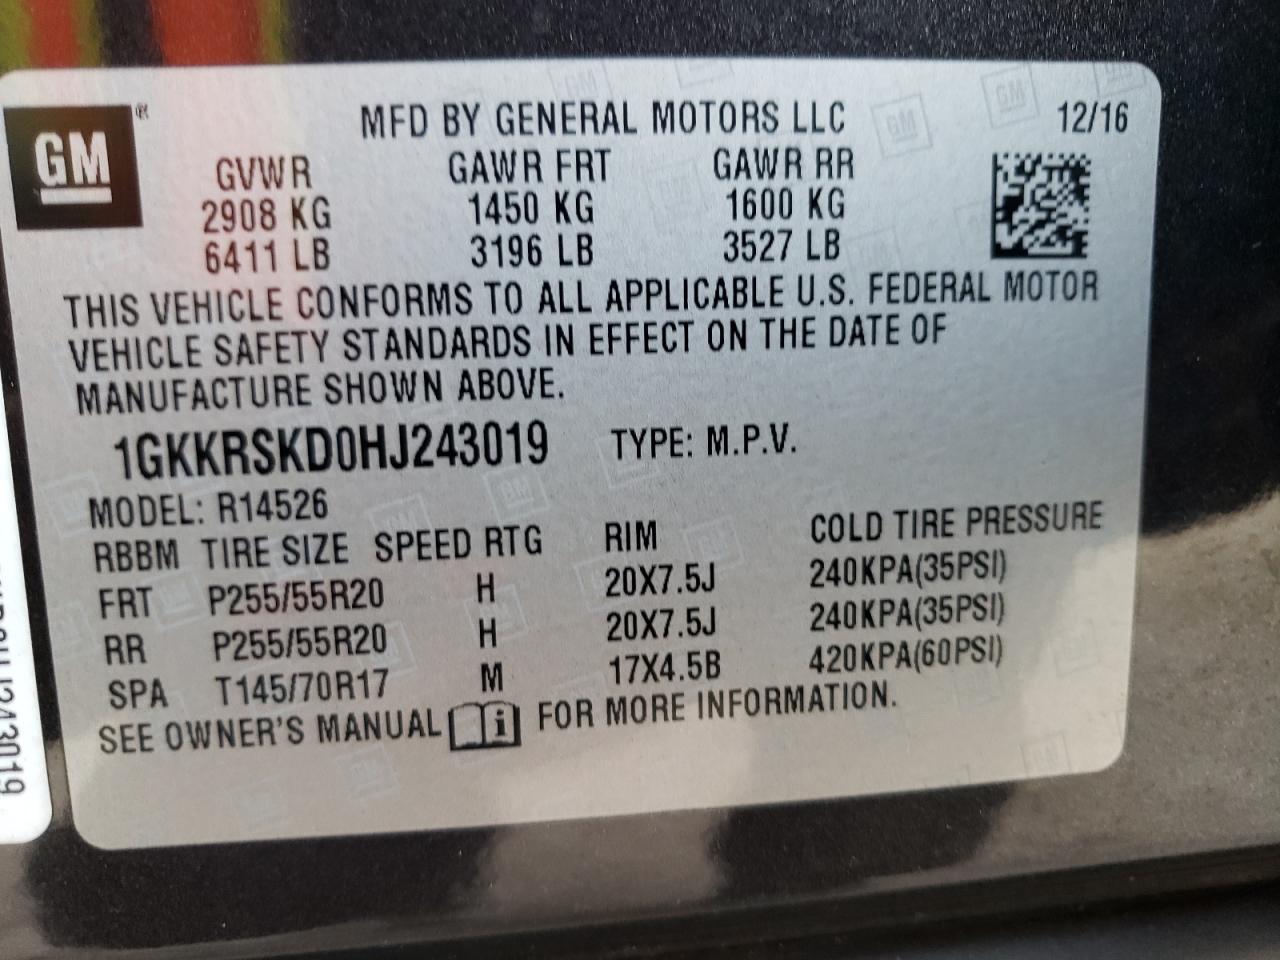 GM®
MFD BY GENERAL MOTORS LLC 12/16
GVWR GAWR FRT GAWR RR
2908 KG 1450 KG 1600 KG
6411 LB 3196 LB 3527 LB
THIS VEHICLE CONFORMS TO ALL APPLICABLE U.S. FEDERAL MOTOR
VEHICLE SAFETY STANDARDS IN EFFECT ON THE DATE OF
MANUFACTURE SHOWN ABOVE.
1GKKRSKD0HJ243019 TYPE: M.P.V.
MODEL: R14526
RBBM TIRE SIZE SPEED RTG RIM COLD TIRE PRESSURE
FRT P255/55R20 H 20X7.5J 240KPA(35PSI)
RR P255/55R20 H 20X7.5J 240KPA(35PSI)
SPA T145/70R17 M 17X4.5B 420KPA(60PSI)
SEE OWNER'S MANUAL i FOR MORE INFORMATION.